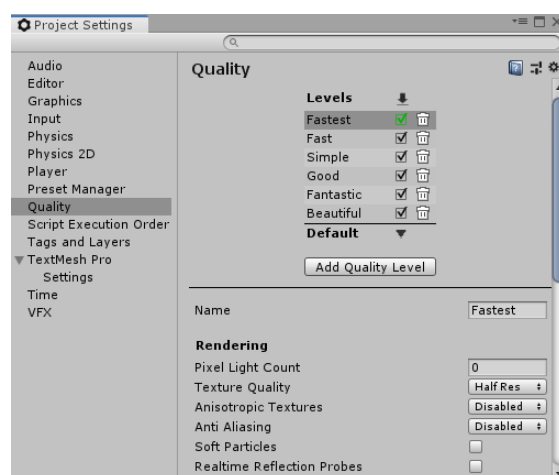 Project Settings
Audio
Editor
Graphics
Input
Physics
Physics 2D
Player
Preset Manager
Quality
Script Execution Order
Tags and Layers
TextMesh Pro
Settings
Time
VFX
Quality
Levels
Fastest
Fast
Simple
Good
Fantastic
Beautiful
Default
Add Quality Level
Name Fastest
Rendering
Pixel Light Count 0
Texture Quality Half Res
Anisotropic Textures Disabled
Anti Aliasing Disabled
Soft Particles
Realtime Reflection Probes